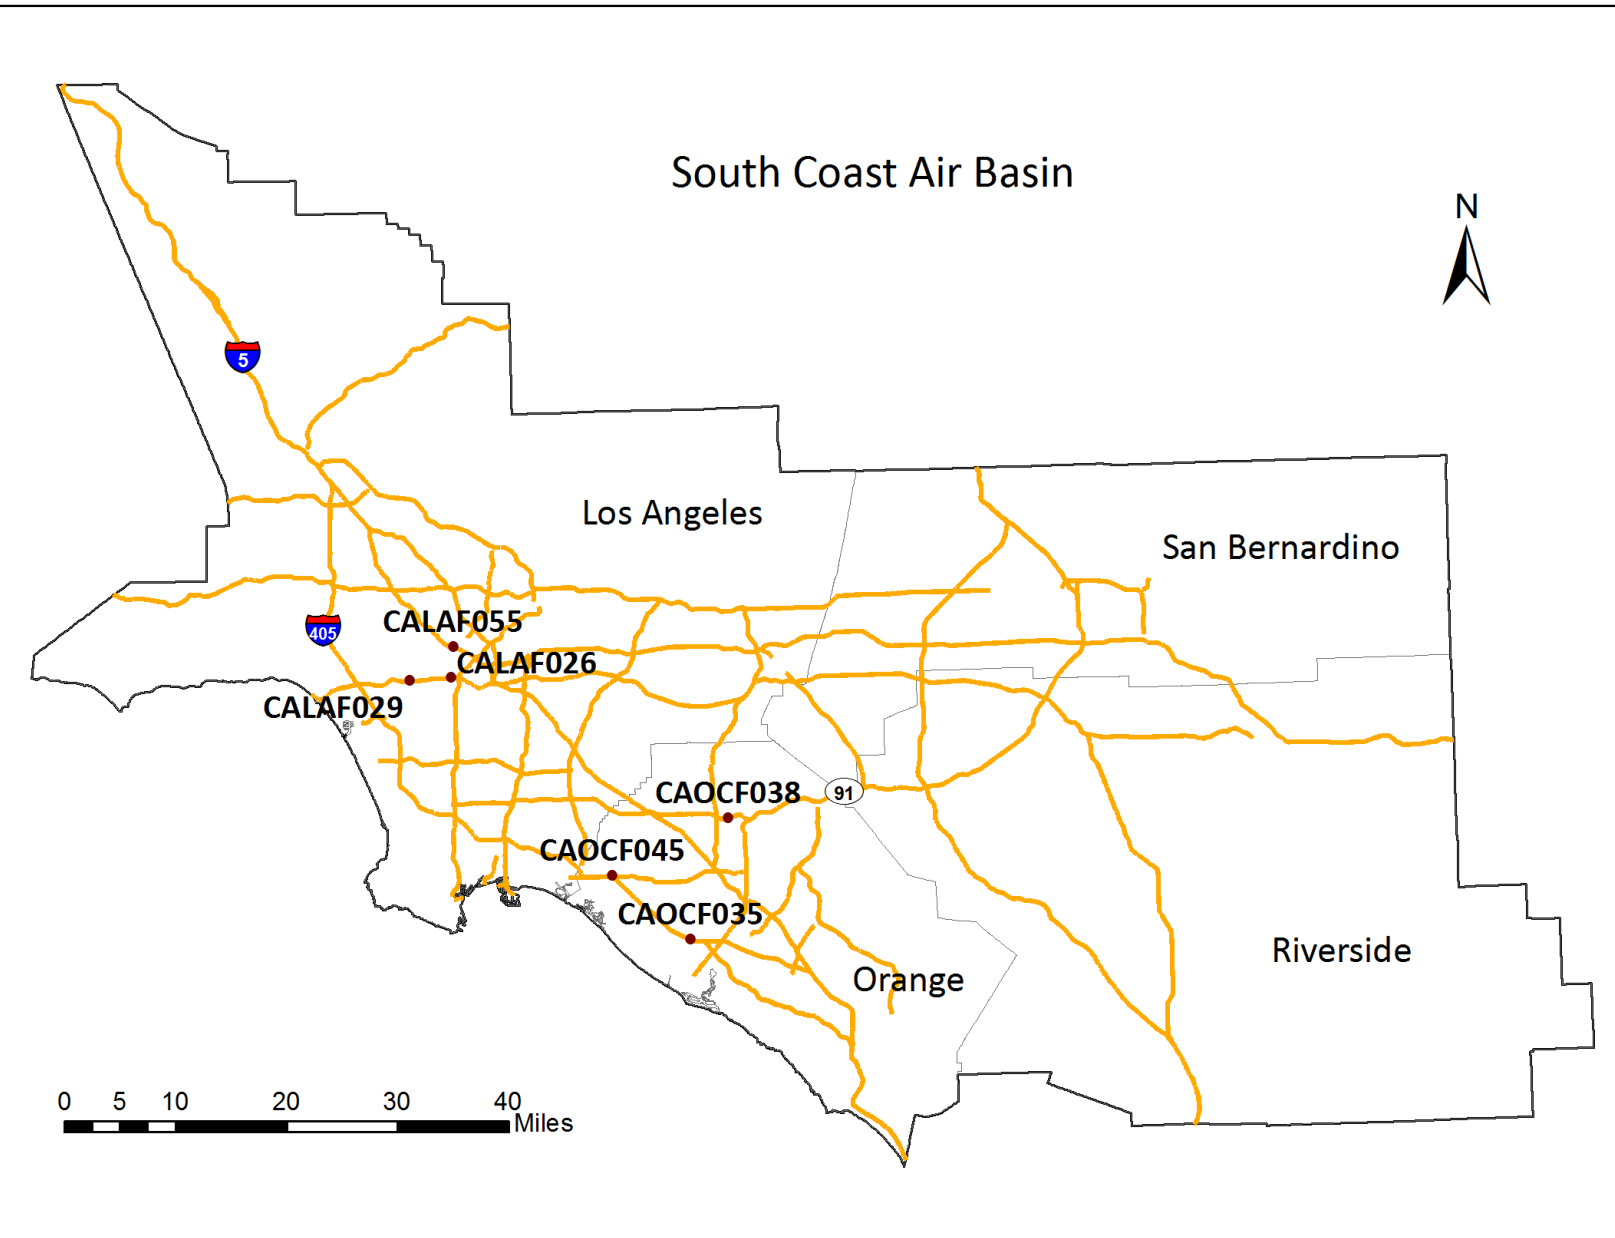 South Coast Air Basin
N
5
Los Angeles
San Bernardino
405
CALAF055
CALAF026
CALAF029
CAOCF038
91
CAOCF045
CAOCF035
Riverside
Orange
0 5 10 20 30 40
Miles